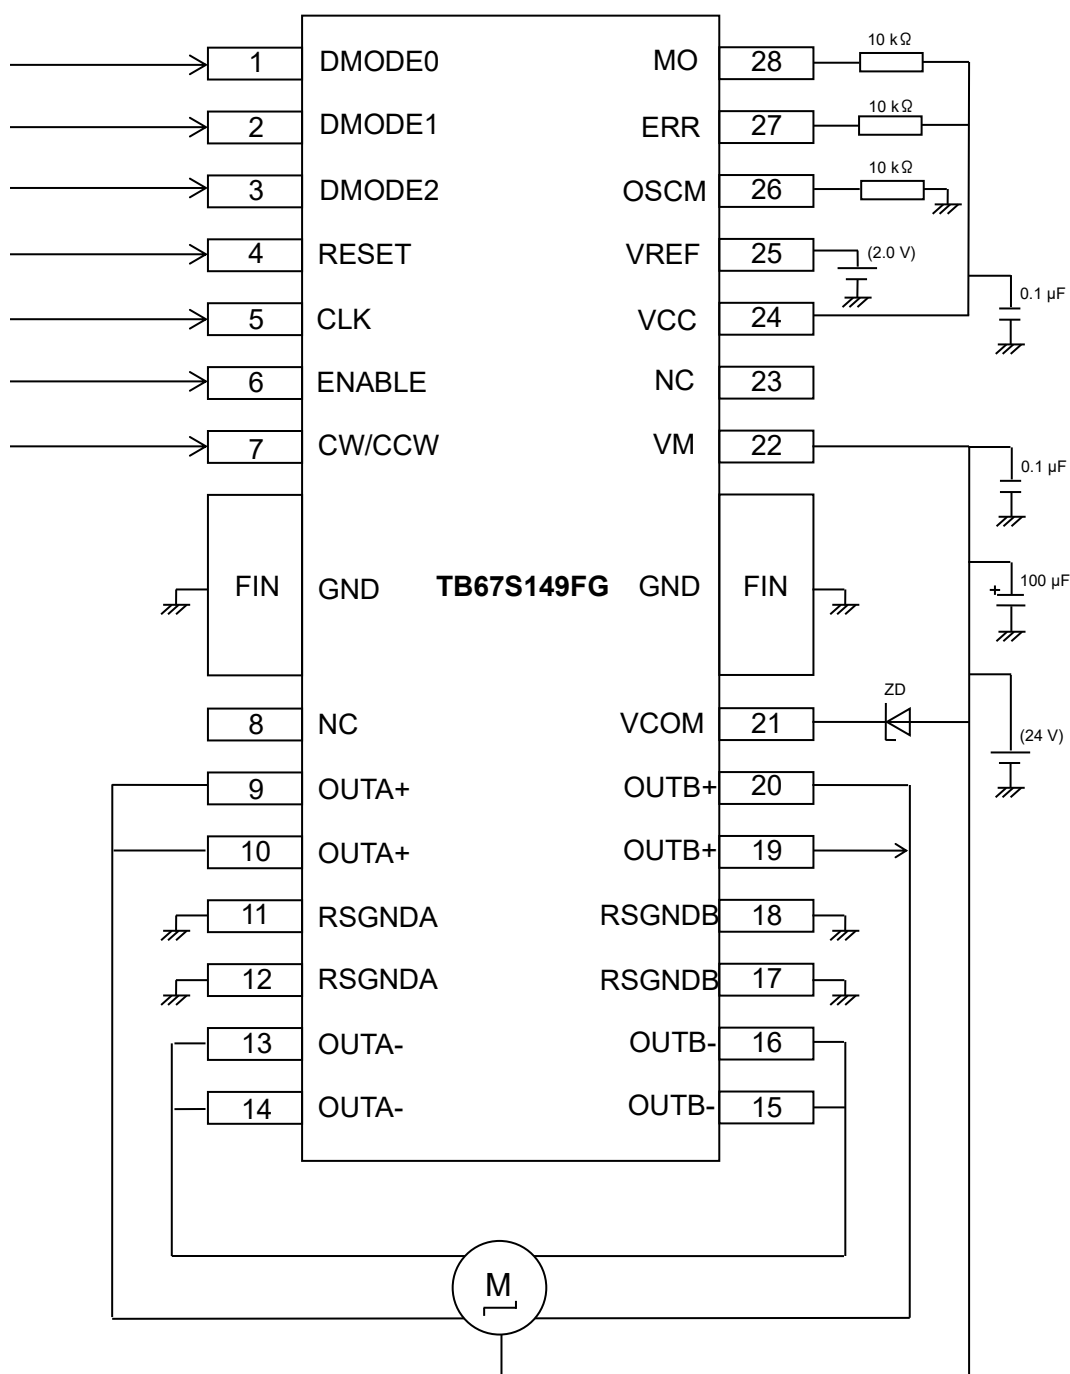 1 DMODE0 MO 28 10 kΩ
2 DMODE1 ERR 27 10 kΩ
3 DMODE2 OSCM 26 10 kΩ
4 RESET VREF 25 (2.0 V)
5 CLK VCC 24 0.1 µF
6 ENABLE NC 23
7 CW/CCW VM 22 0.1 µF
FIN GND TB67S149FG GND FIN + 100 µF
8 NC VCOM 21 ZD (24 V)
9 OUTA+ OUTB+ 20
10 OUTA+ OUTB+ 19
11 RSGNDA RSGNDB 18
12 RSGNDA RSGNDB 17
13 OUTA- OUTB- 16
14 OUTA- OUTB- 15
M